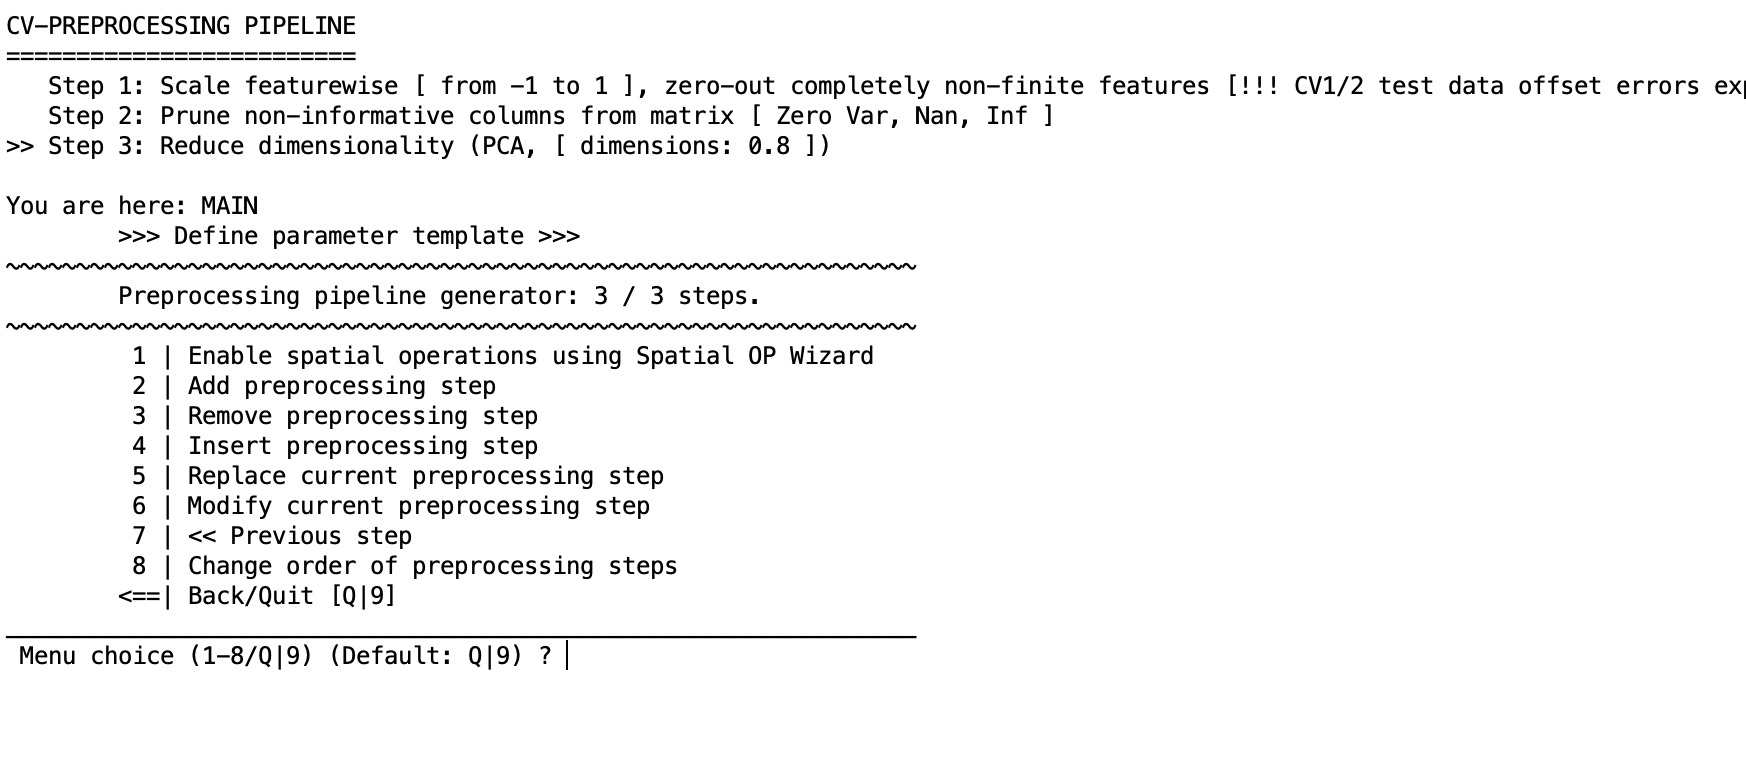 CV-PREPROCESSING PIPELINE
=========================
Step 1: Scale featurewise [ from -1 to 1 ], zero-out completely non-finite features [!!! CV1/2 test data offset errors
Step 2: Prune non-informative columns from matrix [ Zero Var, Nan, Inf ]
>> Step 3: Reduce dimensionality (PCA, [ dimensions: 0.8 ])
You are here: MAIN
>>> Define parameter template >>>
~~~~~~~~~~~~~~~~~~~~~~~~~~~~~~~~~~~~~~~~~~~~~~~~~~~~~~~~~~~~~~~~~
Preprocessing pipeline generator: 3 / 3 steps.
~~~~~~~~~~~~~~~~~~~~~~~~~~~~~~~~~~~~~~~~~~~~~~~~~~~~~~~~~~~~~~~~~
1 | Enable spatial operations using Spatial OP Wizard
2 | Add preprocessing step
3 | Remove preprocessing step
4 | Insert preprocessing step
5 | Replace current preprocessing step
6 | Modify current preprocessing step
7 | << Previous step
8 | Change order of preprocessing steps
<==| Back/Quit [Q|9]
_________________________________________________________________
Menu choice (1-8/Q|9) (Default: Q|9) ?